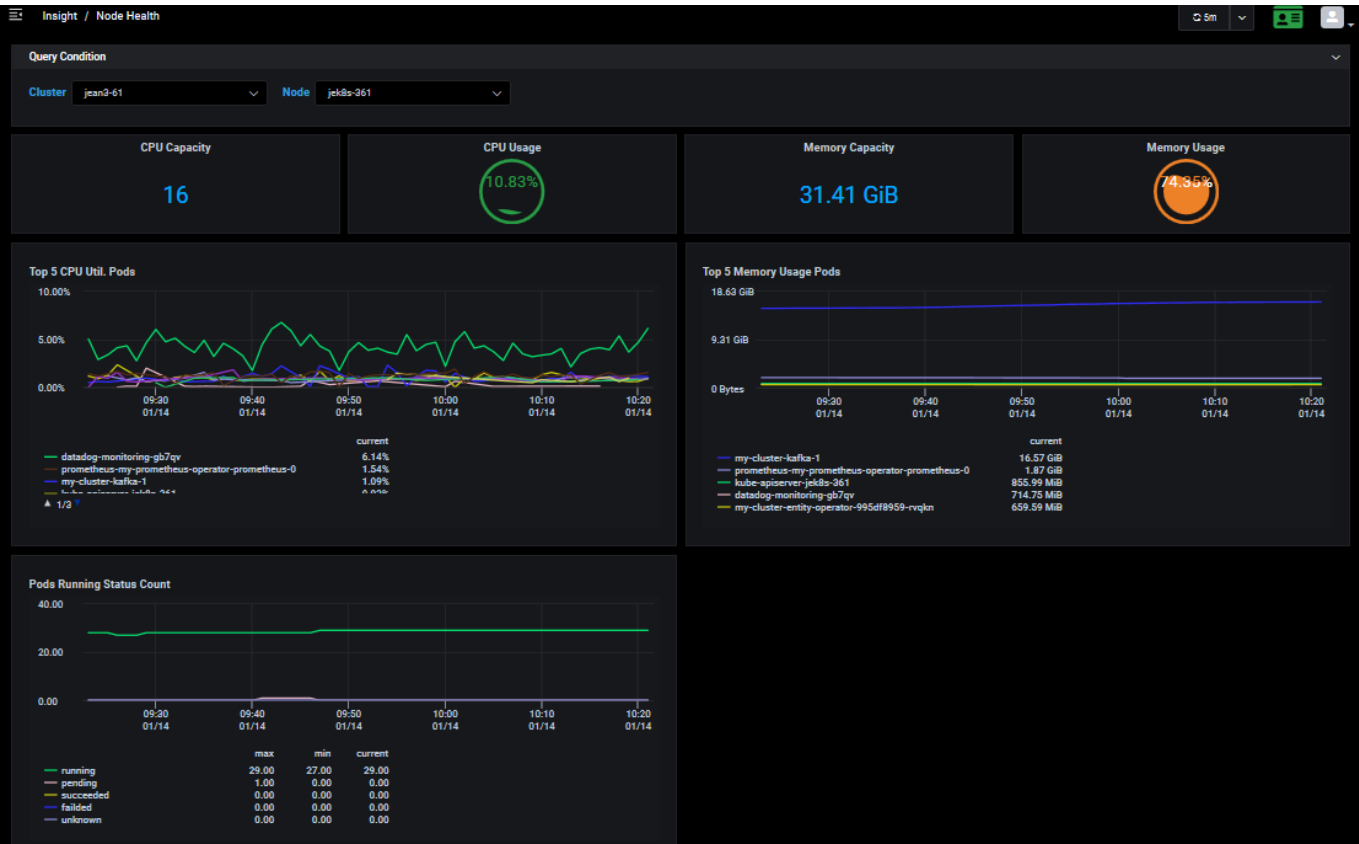 Insight / Node Health
5m
Query Condition
Cluster jean3-61 Node jek8s-361
CPU Capacity
16
CPU Usage
10.83%
Memory Capacity
31.41 GiB
Memory Usage
74.35%
Top 5 CPU Util. Pods
10.00%
5.00%
0.00%
09:30 09:40 09:50 10:00 10:10 10:20
01/14 01/14 01/14 01/14 01/14 01/14
current
datadog-monitoring-gb7qv 6.14%
prometheus-my-prometheus-operator-prometheus-0 1.54%
my-cluster-kafka-1 1.09%
kube-apiserver-jek8s-361
1/3
Top 5 Memory Usage Pods
18.63 GiB
9.31 GiB
0 Bytes
09:30 09:40 09:50 10:00 10:10 10:20
01/14 01/14 01/14 01/14 01/14 01/14
current
my-cluster-kafka-1 16.57 GiB
prometheus-my-prometheus-operator-prometheus-0 1.87 GiB
kube-apiserver-jek8s-361 855.99 MiB
datadog-monitoring-gb7qv 714.75 MiB
my-cluster-entity-operator-995df8959-rvqkn 659.59 MiB
Pods Running Status Count
40.00
20.00
0.00
09:30 09:40 09:50 10:00 10:10 10:20
01/14 01/14 01/14 01/14 01/14 01/14
max min current
running 29.00 27.00 29.00
pending 1.00 0.00 0.00
succeeded 0.00 0.00 0.00
failded 0.00 0.00 0.00
unknown 0.00 0.00 0.00